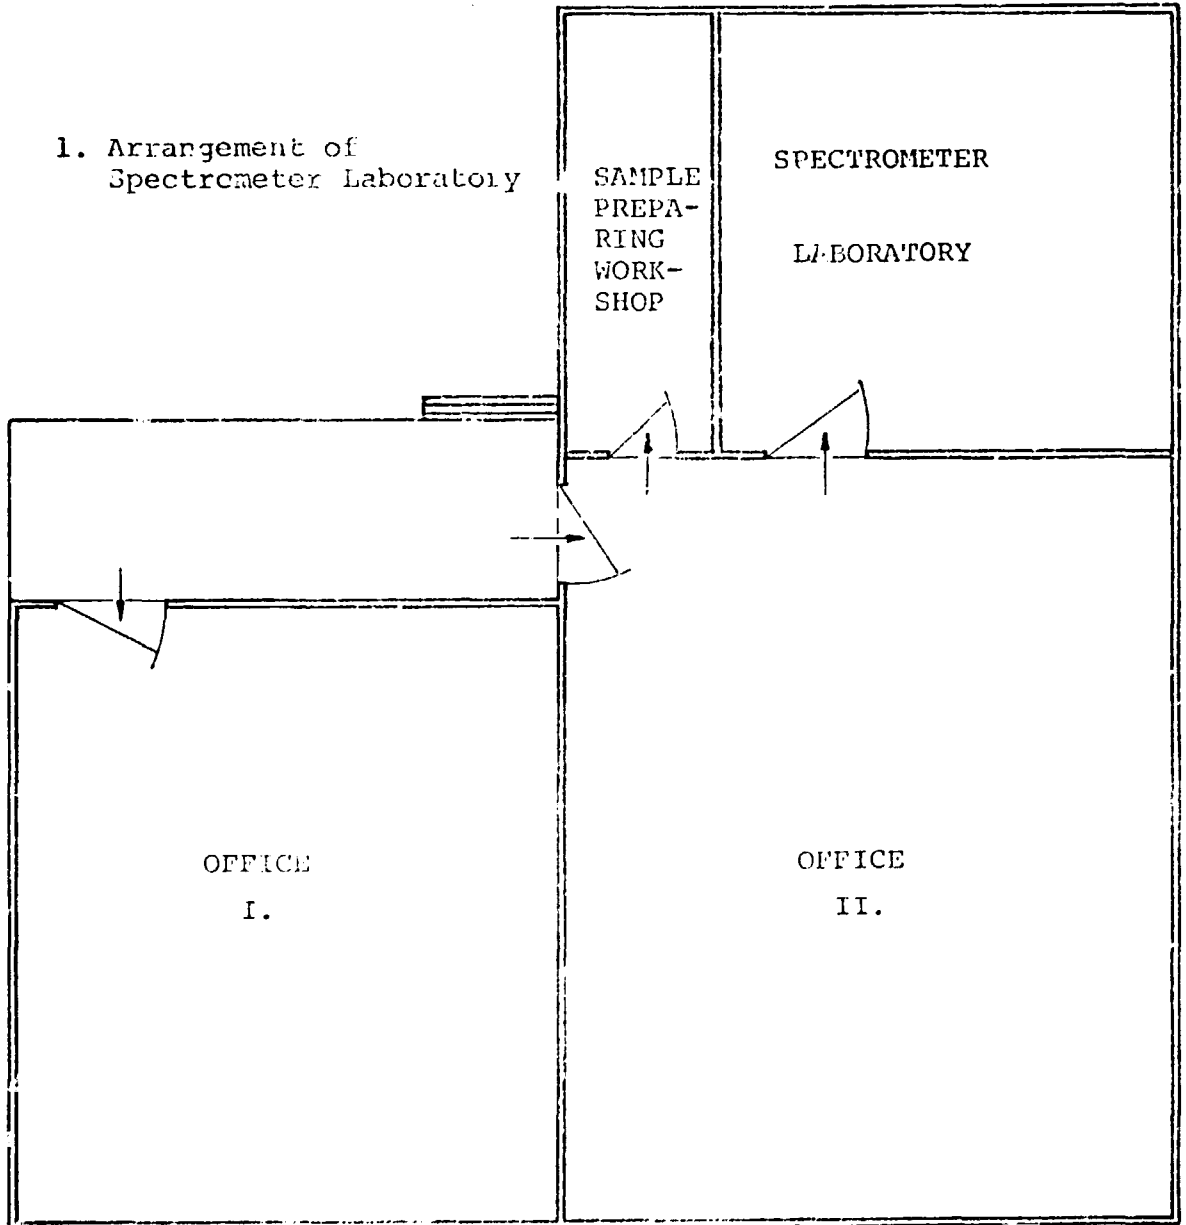 1. Arrangement of
Spectrometer Laboratory
SAMPLE
PREPA-
RING
WORK-
SHOP
SPECTROMETER
LABORATORY
OFFICE
I.
OFFICE
II.